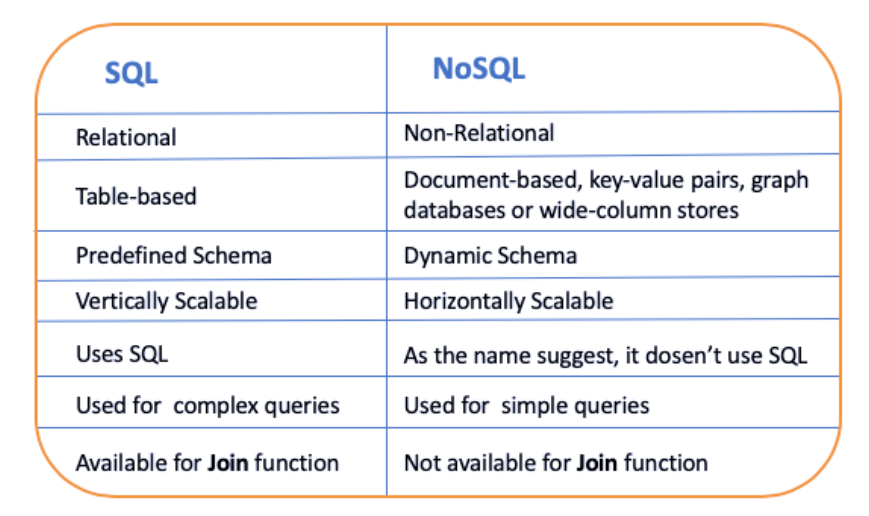 SQL
NoSQL
Relational
Non-Relational
Table-based
Document-based, key-value pairs, graph
databases or wide-column stores
Predefined Schema
Dynamic Schema
Vertically Scalable
Horizontally Scalable
Uses SQL
As the name suggest, it dosen't use SQL
Used for  complex queries
Used for  simple queries
Available for Join function
Not available for Join function